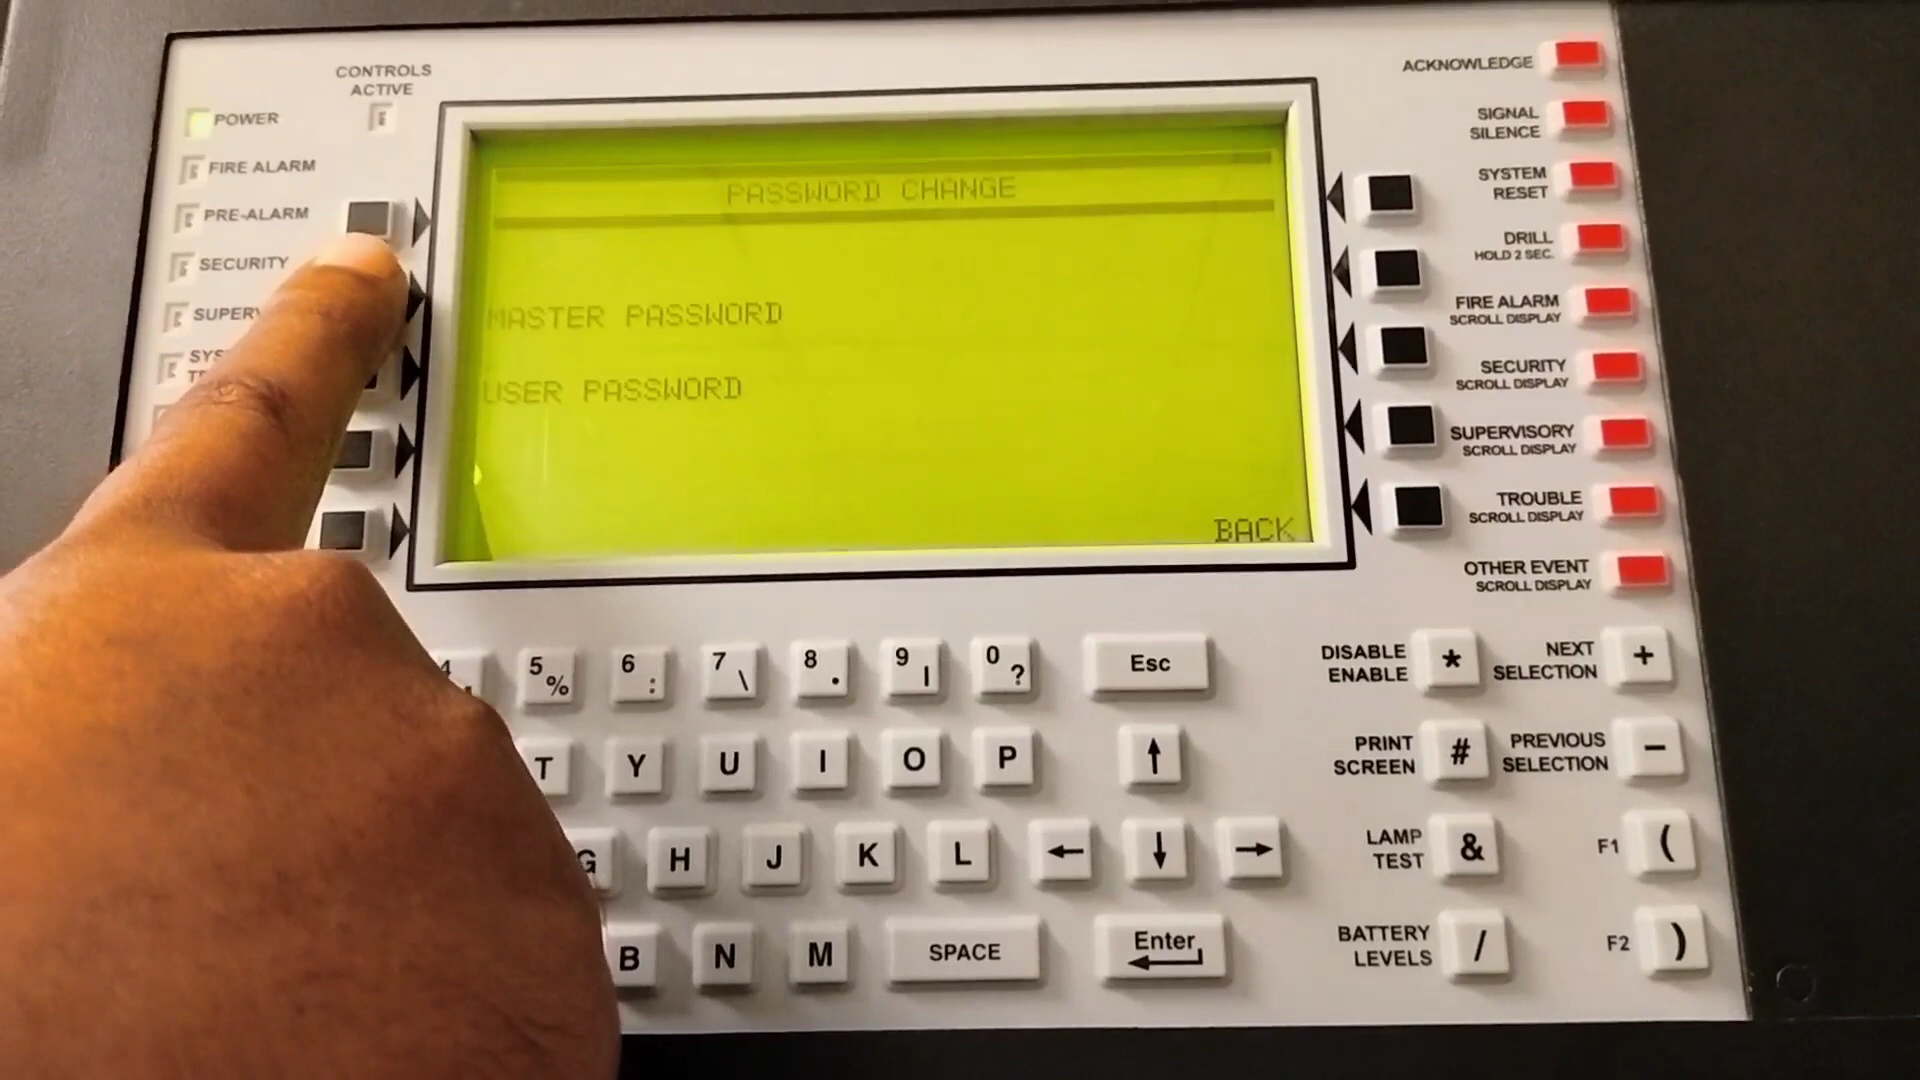 CONTROLS
ACTIVE
POWER
FIRE ALARM
PRE-ALARM
SECURITY
PASSWORD CHANGE
MASTER PASSWORD
USER PASSWORD
BACK
ACKNOWLEDGE
SIGNAL
SILENCE
SYSTEM
RESET
DRILL
HOLD 2 SEC.
FIRE ALARM
SCROLL DISPLAY
SECURITY
SCROLL DISPLAY
SUPERVISORY
SCROLL DISPLAY
TROUBLE
SCROLL DISPLAY
OTHER EVENT
SCROLL DISPLAY
4 5 % 6 : 7 \ 8 . 9 | 0 ? Esc
T Y U I O P ↑
G H J K L ← ↓ →
B N M SPACE Enter
DISABLE
ENABLE
*
NEXT
SELECTION
+
PRINT
SCREEN
#
PREVIOUS
SELECTION
-
LAMP
TEST
&
F1 (
BATTERY
LEVELS
/
F2 )